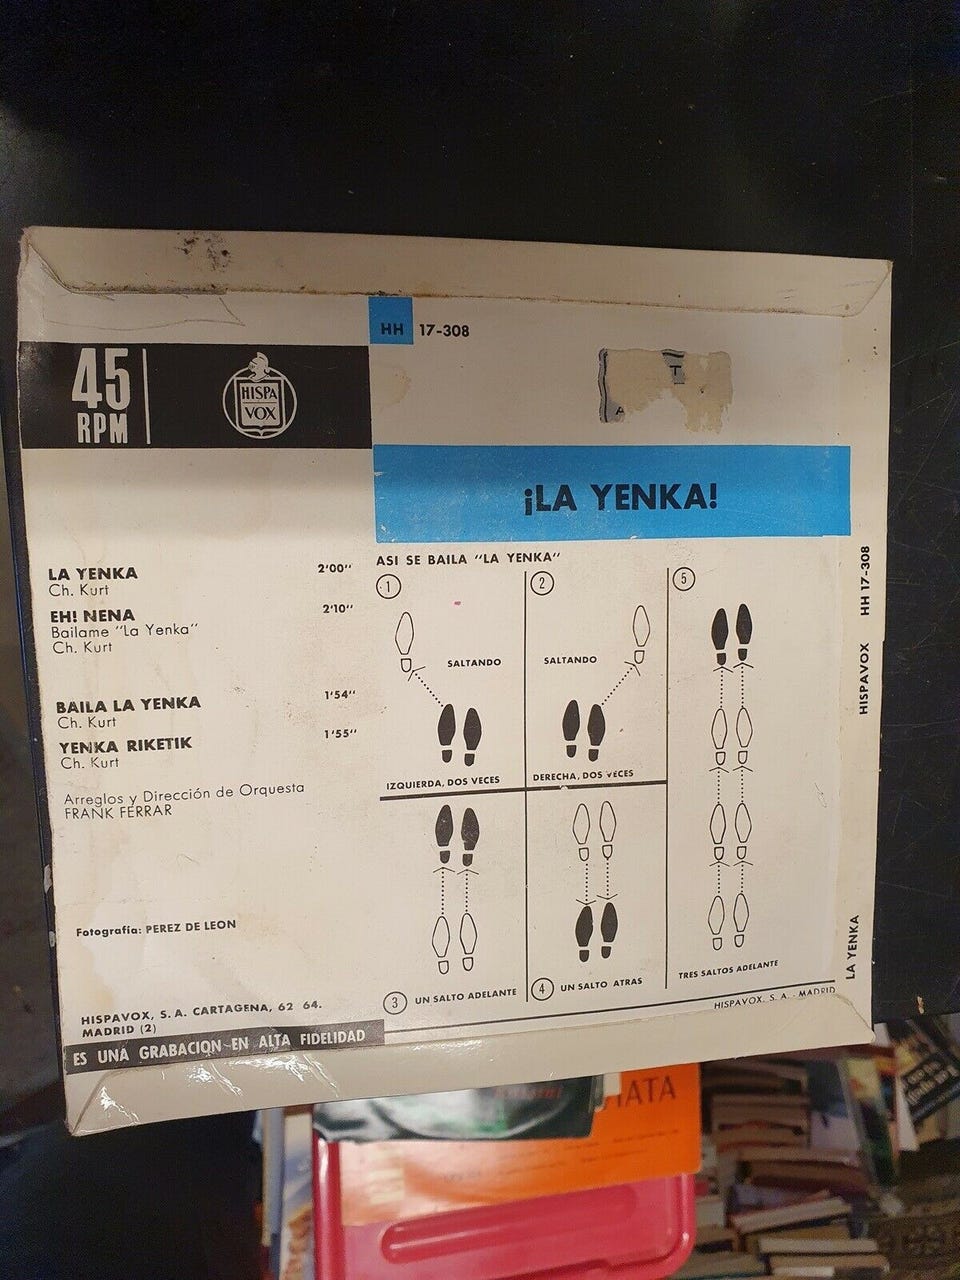 HH 17-308
45
RPM
HISPA
VOX
T
A
¡LA YENKA!
LA YENKA 2'00"
Ch. Kurt
EH! NENA 2'10"
Bailame "La Yenka"
Ch. Kurt
BAILA LA YENKA 1'54"
Ch. Kurt
YENKA RIKETIK 1'55"
Ch. Kurt
Arreglos y Dirección de Orquesta
FRANK FERRAR
Fotografía: PEREZ DE LEON
HISPAVOX, S. A. CARTAGENA, 62 64.
MADRID (2)
ES UNA GRABACION EN ALTA FIDELIDAD
ASI SE BAILA "LA YENKA"
1
SALTANDO
IZQUIERDA, DOS VECES
2
SALTANDO
DERECHA, DOS VECES
3 UN SALTO ADELANTE
4 UN SALTO ATRAS
5
TRES SALTOS ADELANTE
HISPAVOX, S. A. - MADRID
LA YENKA HISPAVOX HH 17-308
IATA